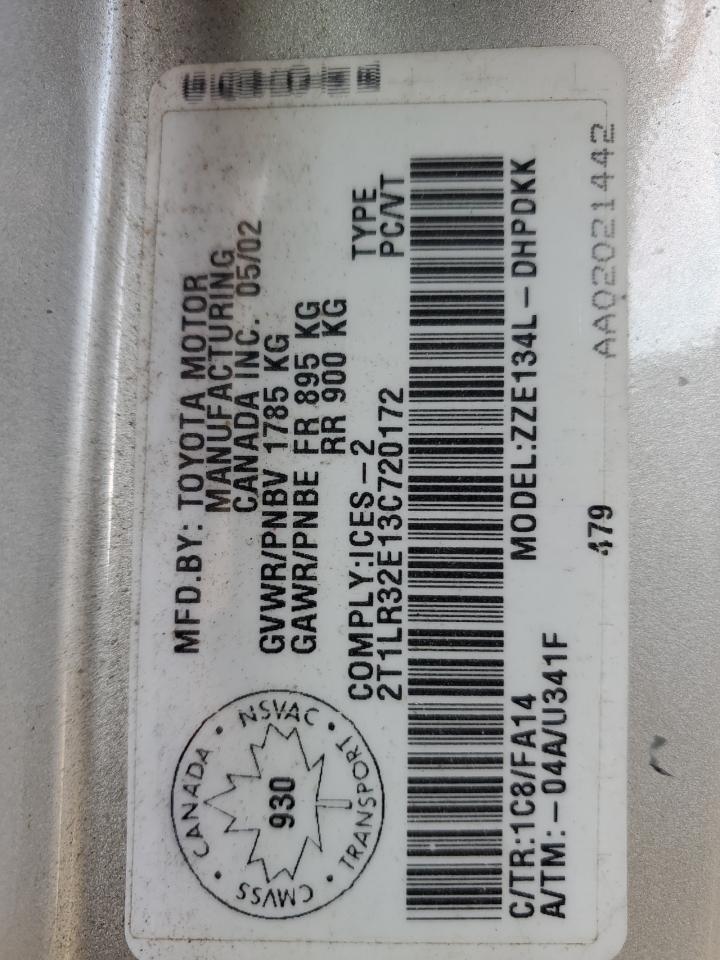 MFD.BY: TOYOTA MOTOR
MANUFACTURING
CANADA INC. 05/02
GVWR/PNBV 1785 KG
GAWR/PNBE FR 895 KG
RR 900 KG
CANADA • NSVAC • TRANSPORT • CMVSS •
930
COMPLY:ICES-2
TYPE
2T1LR32E13C720172
PC/VT
C/TR:1C8/FA14
MODEL:ZZE134L-DHPDKK
A/TM:-04A/U341F
479
AA02021442